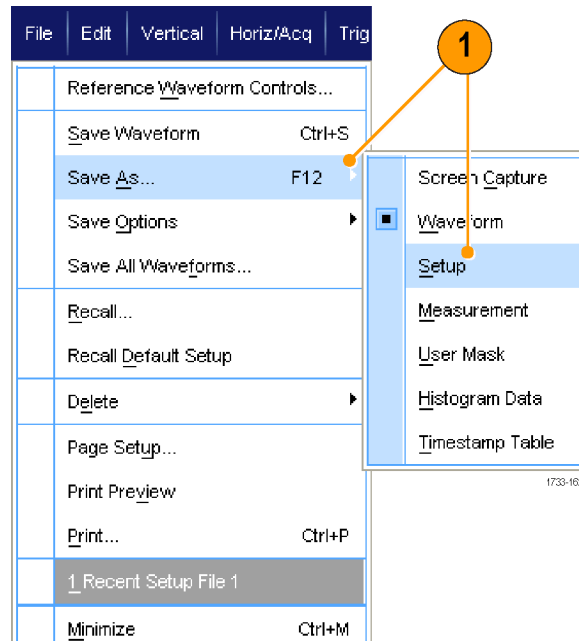 File Edit Vertical Horiz/Acq Trig
1
Reference Waveform Controls...
Save Waveform Ctrl+S
Save As... F12
Save Options
Save All Waveforms...
Recall...
Recall Default Setup
Delete
Page Setup...
Print Preview
Print... Ctrl+P
1 Recent Setup File 1
Minimize Ctrl+M
Screen Capture
Waveform
Setup
Measurement
User Mask
Histogram Data
Timestamp Table